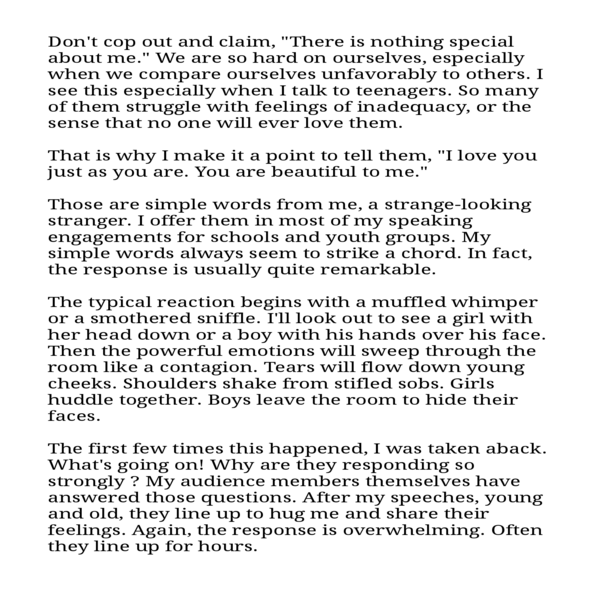 Don't cop out and claim, "There is nothing special
about me." We are so hard on ourselves, especially
when we compare ourselves unfavorably to others. I
see this especially when I talk to teenagers. So many
of them struggle with feelings of inadequacy, or the
sense that no one will ever love them.
That is why I make it a point to tell them, "I love you
just as you are. You are beautiful to me."
Those are simple words from me, a strange-looking
stranger. I offer them in most of my speaking
engagements for schools and youth groups. My
simple words always seem to strike a chord. In fact,
the response is usually quite remarkable.
The typical reaction begins with a muffled whimper
or a smothered sniffle. I'll look out to see a girl with
her head down or a boy with his hands over his face.
Then the powerful emotions will sweep through the
room like a contagion. Tears will flow down young
cheeks. Shoulders shake from stifled sobs. Girls
huddle together. Boys leave the room to hide their
faces.
The first few times this happened, I was taken aback.
What's going on! Why are they responding so
strongly ? My audience members themselves have
answered those questions. After my speeches, young
and old, they line up to hug me and share their
feelings. Again, the response is overwhelming. Often
they line up for hours.